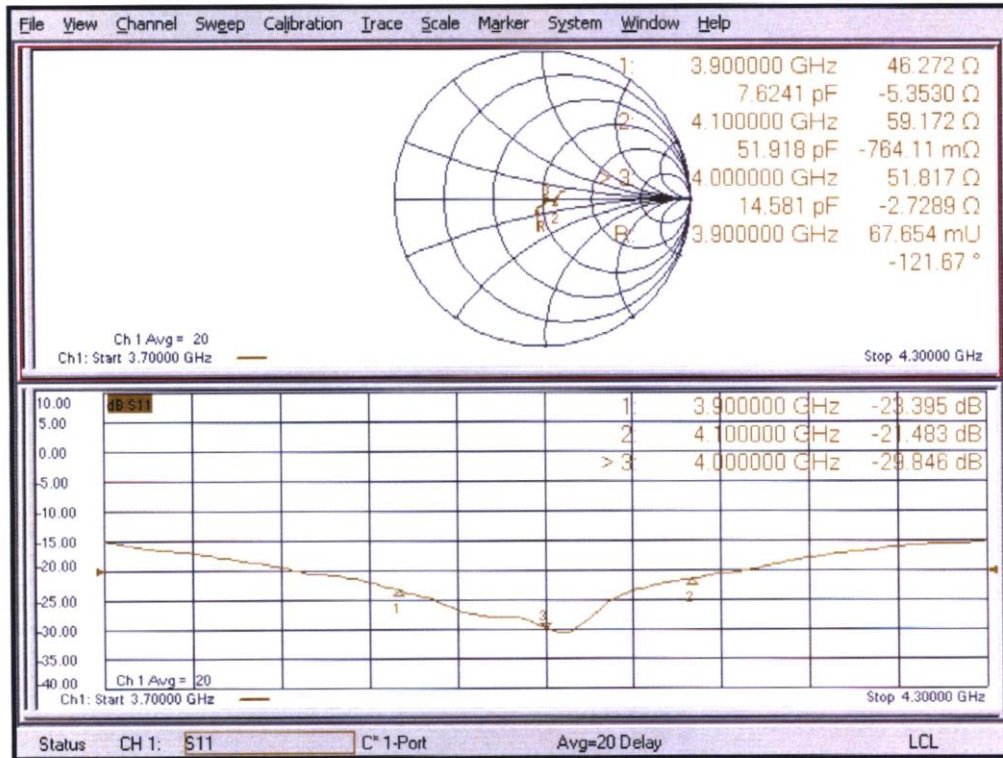 File View Channel Sweep Calibration Trace Scale Marker System Window Help
1: 3.900000 GHz 46.272 Ω
7.6241 pF -5.3530 Ω
2: 4.100000 GHz 59.172 Ω
51.918 pF -764.11 mΩ
> 3: 4.000000 GHz 51.817 Ω
14.581 pF -2.7289 Ω
R: 3.900000 GHz 67.654 mU
-121.67 °
2
R
Ch 1 Avg = 20
Ch1: Start 3.70000 GHz
Stop 4.30000 GHz
10.00 dB S11
5.00
0.00
-5.00
-10.00
-15.00
-20.00
-25.00
-30.00
-35.00
-40.00
1: 3.900000 GHz -23.395 dB
2: 4.100000 GHz -21.483 dB
> 3: 4.000000 GHz -29.846 dB
1
3
2
Ch 1 Avg = 20
Ch1: Start 3.70000 GHz
Stop 4.30000 GHz
Status CH 1: S11 C* 1-Port Avg=20 Delay LCL